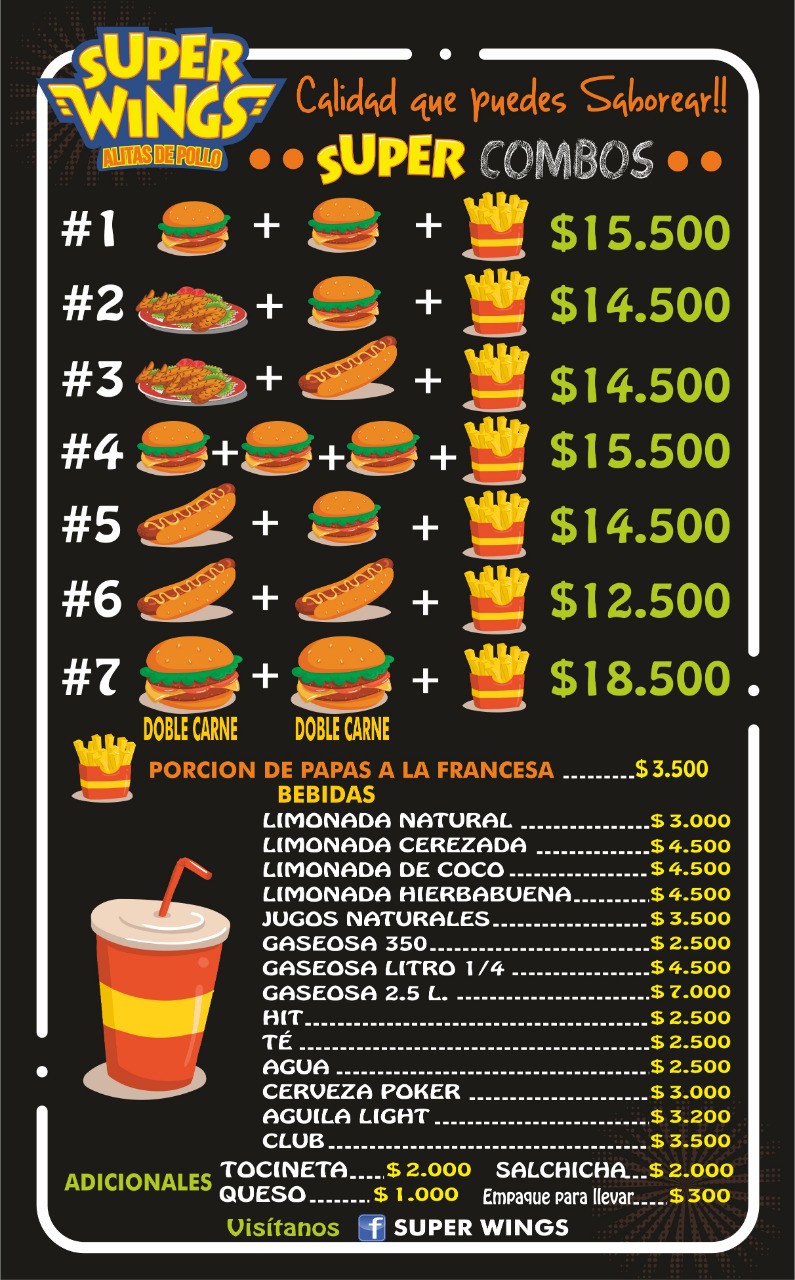 SUPER
WINGS
ALITAS DE POLLO
Calidad que puedes Saborear!!
SUPER COMBOS
#1 + + $15.500
#2 + + $14.500
#3 + + $14.500
#4 + + + $15.500
#5 + + $14.500
#6 + + $12.500
#7 + + $18.500
DOBLE CARNE DOBLE CARNE
PORCION DE PAPAS A LA FRANCESA ........$3.500
BEBIDAS
LIMONADA NATURAL ................$3.000
LIMONADA CEREZADA ..............$4.500
LIMONADA DE COCO .................$4.500
LIMONADA HIERBABUENA.........$4.500
JUGOS NATURALES...................$3.500
GASEOSA 350..........................$2.500
GASEOSA LITRO 1/4 .................$4.500
GASEOSA 2.5 L. .......................$7.000
HIT..........................................$2.500
TÉ ..........................................$2.500
AGUA .....................................$2.500
CERVEZA POKER .....................$3.000
AGUILA LIGHT .........................$3.200
CLUB.......................................$3.500
ADICIONALES
TOCINETA....$2.000 SALCHICHA...$2.000
QUESO.......$1.000 Empaque para llevar....$300
Visítanos f SUPER WINGS